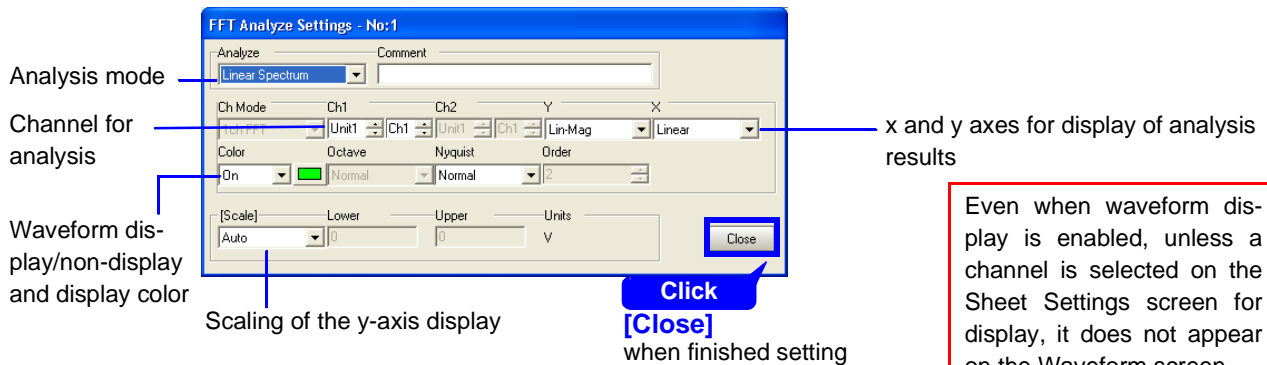 FFT Analyze Settings - No:1
Analyze Comment
Linear Spectrum
Ch Mode Ch1 Ch2 Y X
1ch FFT Unit1 Ch1 Unit1 Ch1 Lin-Mag Linear
Color Octave Nyquist Order
On Normal Normal 2
[Scale] Lower Upper Units
Auto 0 0 V
Close
Analysis mode
Channel for
analysis
Waveform dis-
play/non-display
and display color
Scaling of the y-axis display
Click
[Close]
when finished setting
x and y axes for display of analysis
results
Even when waveform dis-
play is enabled, unless a
channel is selected on the
Sheet Settings screen for
display, it does not appear
on the Waveform screen